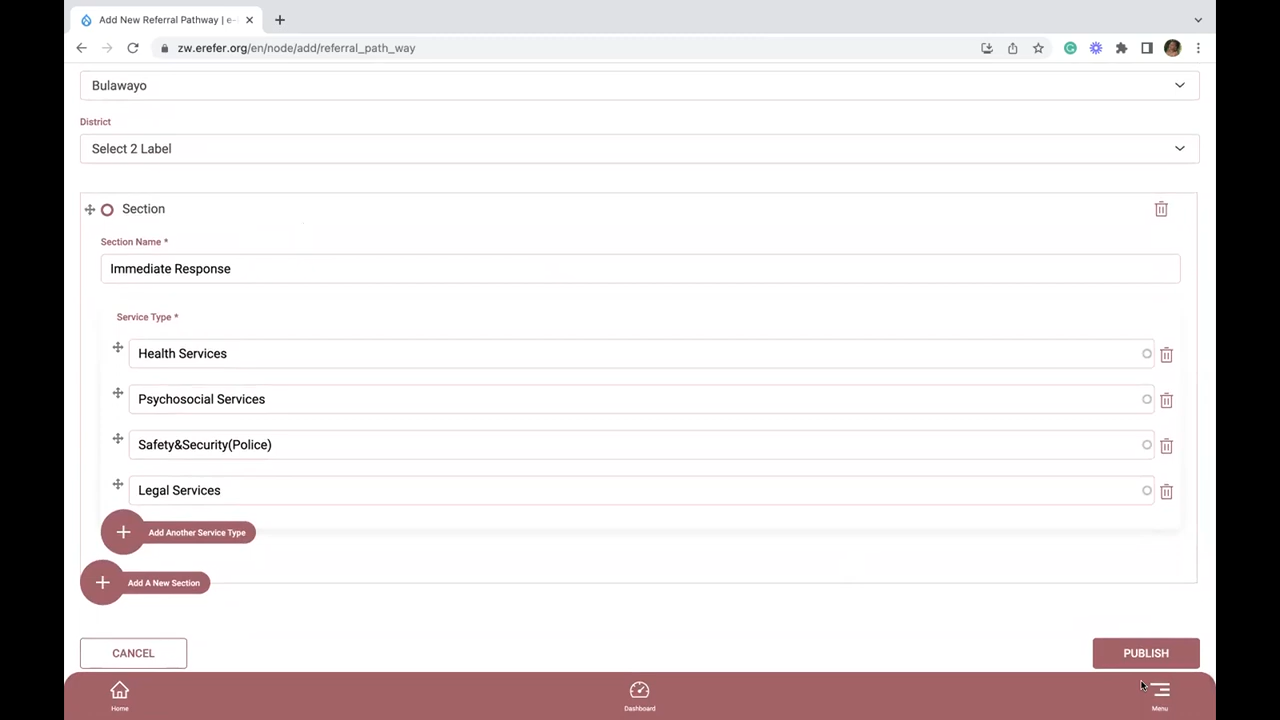 Add New Referral Pathway | e-
zw.erefer.org/en/node/add/referral_path_way
Bulawayo
District
Select 2 Label
Section
Section Name *
Immediate Response
Service Type *
Health Services
Psychosocial Services
Safety&Security(Police)
Legal Services
Add Another Service Type
Add A New Section
CANCEL
PUBLISH
Home
Dashboard
Menu